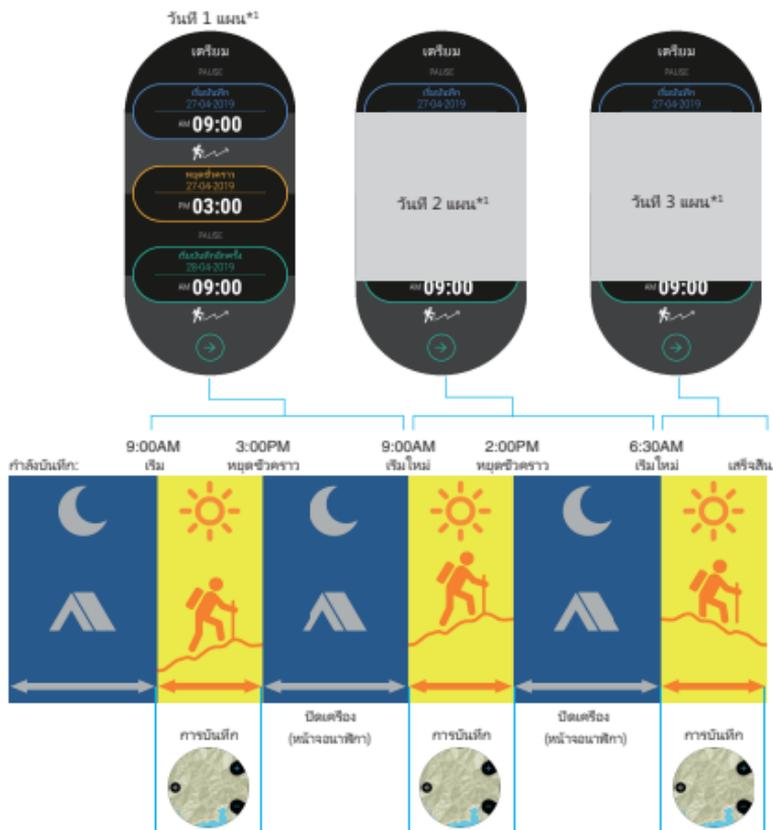 วันที่ 1 แผน*1
เตรียม
PAUSE
เริ่มบันทึก
27-04-2019
AM 09:00
หยุดชั่วคราว
27-04-2019
PM 03:00
PAUSE
เริ่มบันทึกอีกครั้ง
28-04-2019
AM 09:00
เตรียม
PAUSE
เริ่มบันทึก
27-04-2019
วันที่ 2 แผน*1
AM 09:00
เตรียม
PAUSE
เริ่มบันทึก
27-04-2019
วันที่ 3 แผน*1
AM 09:00
9:00AM 3:00PM 9:00AM 2:00PM 6:30AM
กำลังบันทึก: เริ่ม หยุดชั่วคราว เริ่มใหม่ หยุดชั่วคราว เริ่มใหม่ เสร็จสิ้น
การบันทึก
ปิดเครื่อง
(หน้าจอนาฬิกา)
การบันทึก
ปิดเครื่อง
(หน้าจอนาฬิกา)
การบันทึก